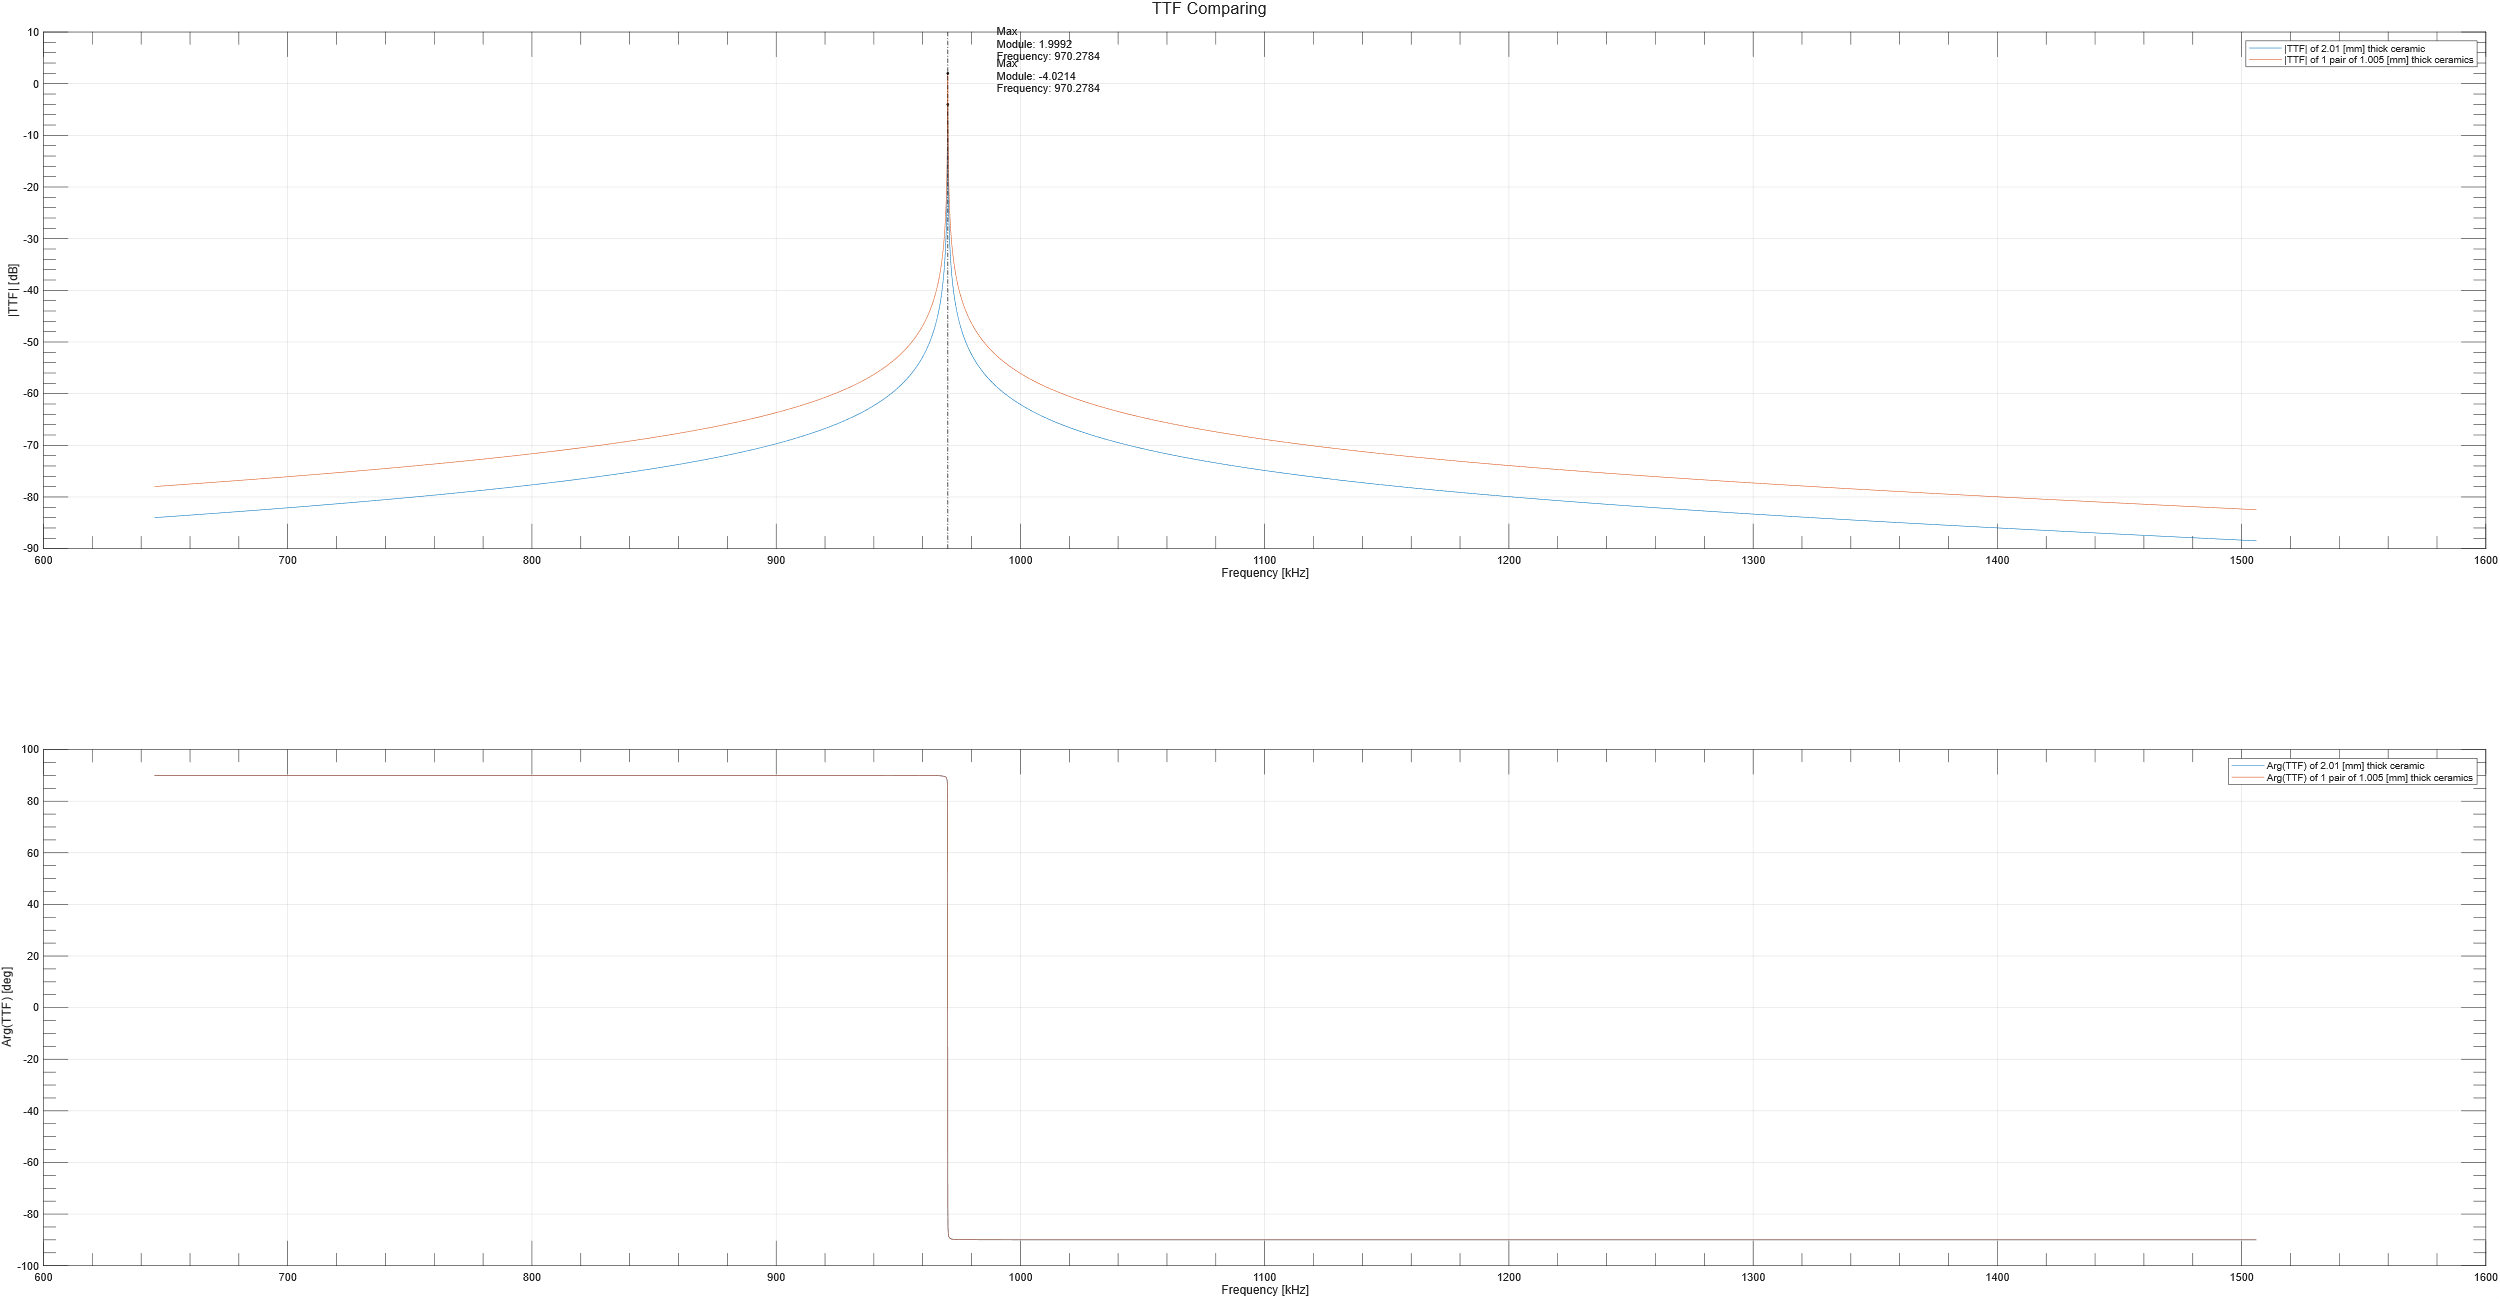 TTF Comparing
10
0
-10
-20
-30
-40
-50
-60
-70
-80
-90
|TTF| [dB]
Max
Module: 1.9992
Frequency: 970.2784
Max
Module: -4.0214
Frequency: 970.2784
|TTF| of 2.01 [mm] thick ceramic
|TTF| of 1 pair of 1.005 [mm] thick ceramics
600 700 800 900 1000 1100 1200 1300 1400 1500 1600
Frequency [kHz]
100
80
60
40
20
0
-20
-40
-60
-80
-100
Arg(TTF) [deg]
Arg(TTF) of 2.01 [mm] thick ceramic
Arg(TTF) of 1 pair of 1.005 [mm] thick ceramics
600 700 800 900 1000 1100 1200 1300 1400 1500 1600
Frequency [kHz]